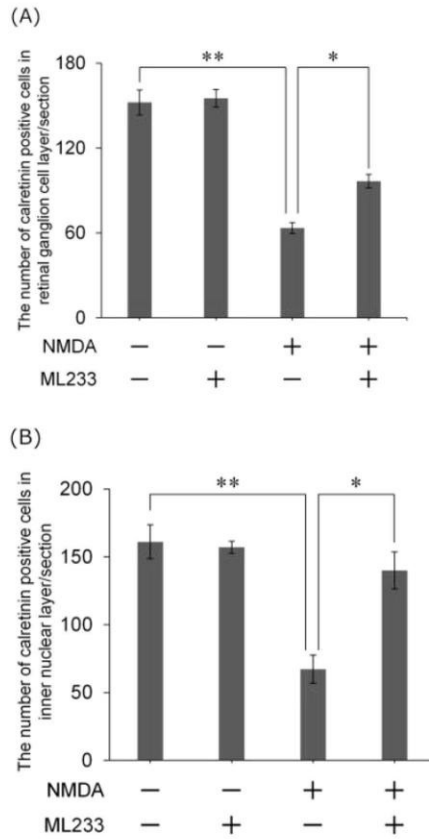 (A)
The number of calretinin positive cells in
retinal ganglion cell layer/section
180
120
60
0
** *
NMDA − − + +
ML233 − + − +
(B)
The number of calretinin positive cells in
inner nuclear layer/section
200
150
100
50
0
** *
NMDA − − + +
ML233 − + − +